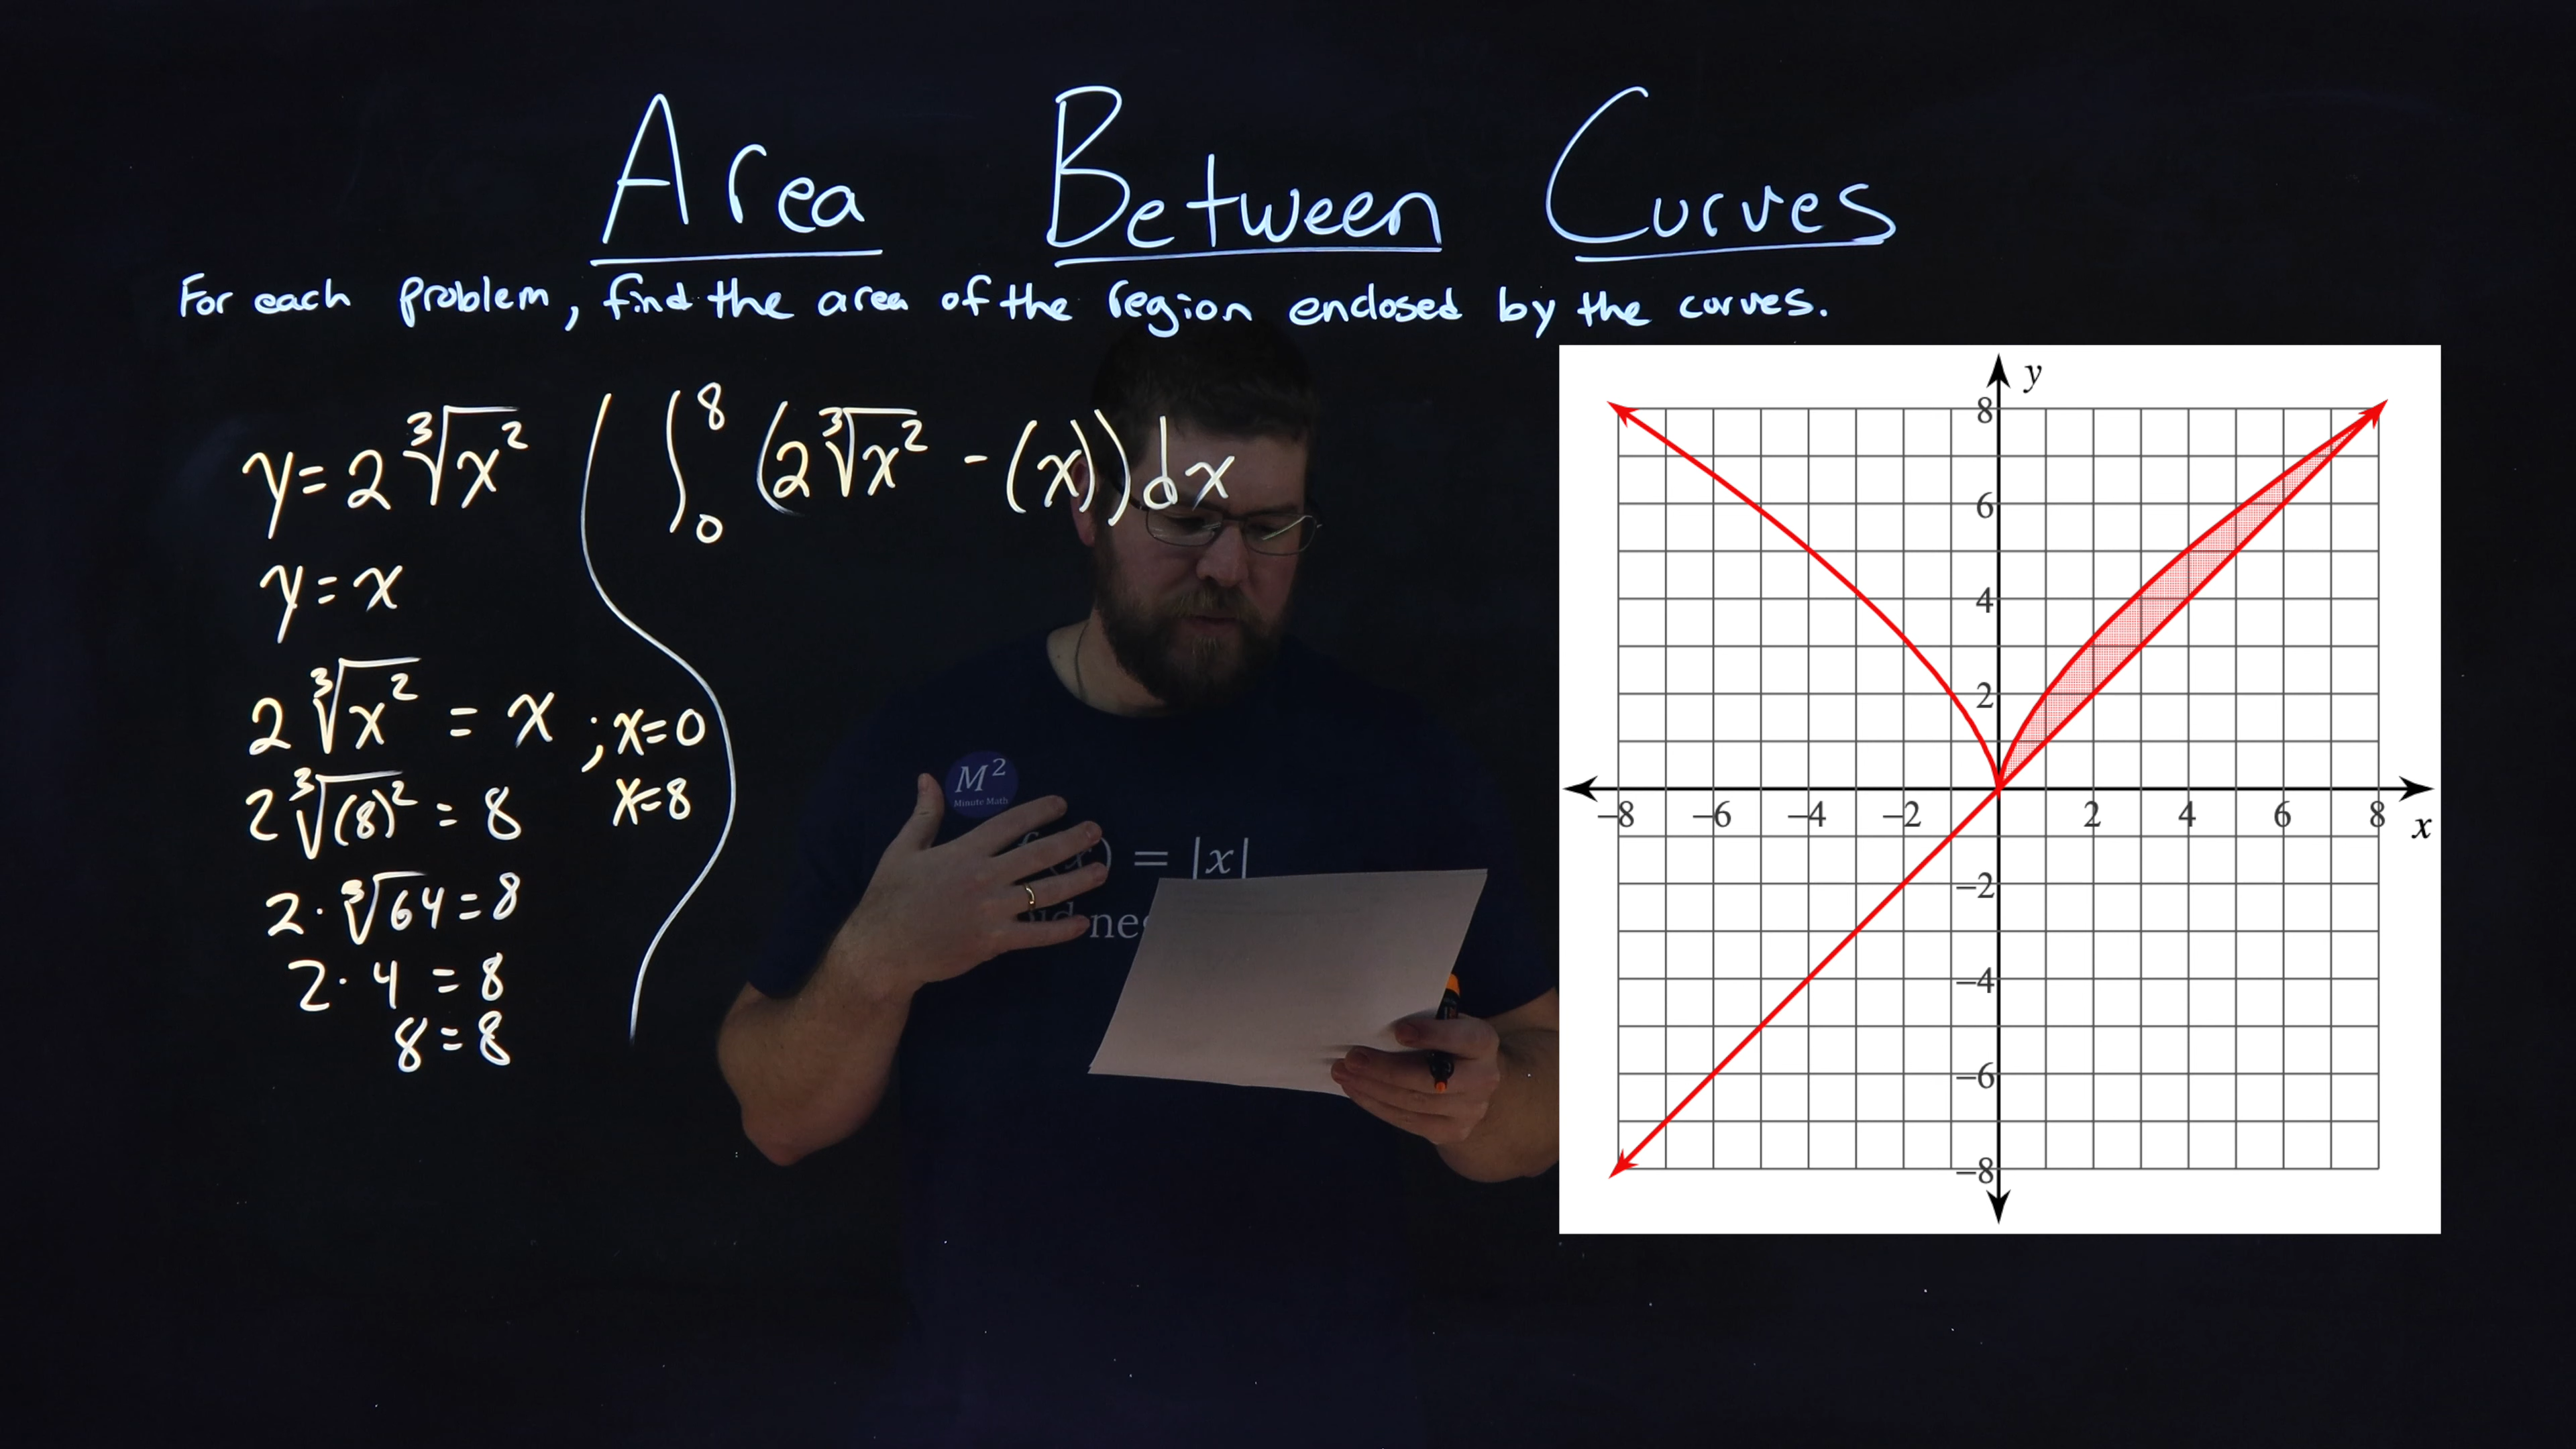 Area Between Curves
For each problem, find the area of the region enclosed by the curves.
y = 2∛x²
y = x
2∛x² = x ; x=0
x=8
2∛(8)² = 8
2·∛64 = 8
2·4 = 8
8 = 8
∫₀⁸ (2∛x² - (x)) dx
M²
Minute Math
f(x) = |x|
y
8
6
4
2
−8 −6 −4 −2 2 4 6 8 x
−2
−4
−6
−8